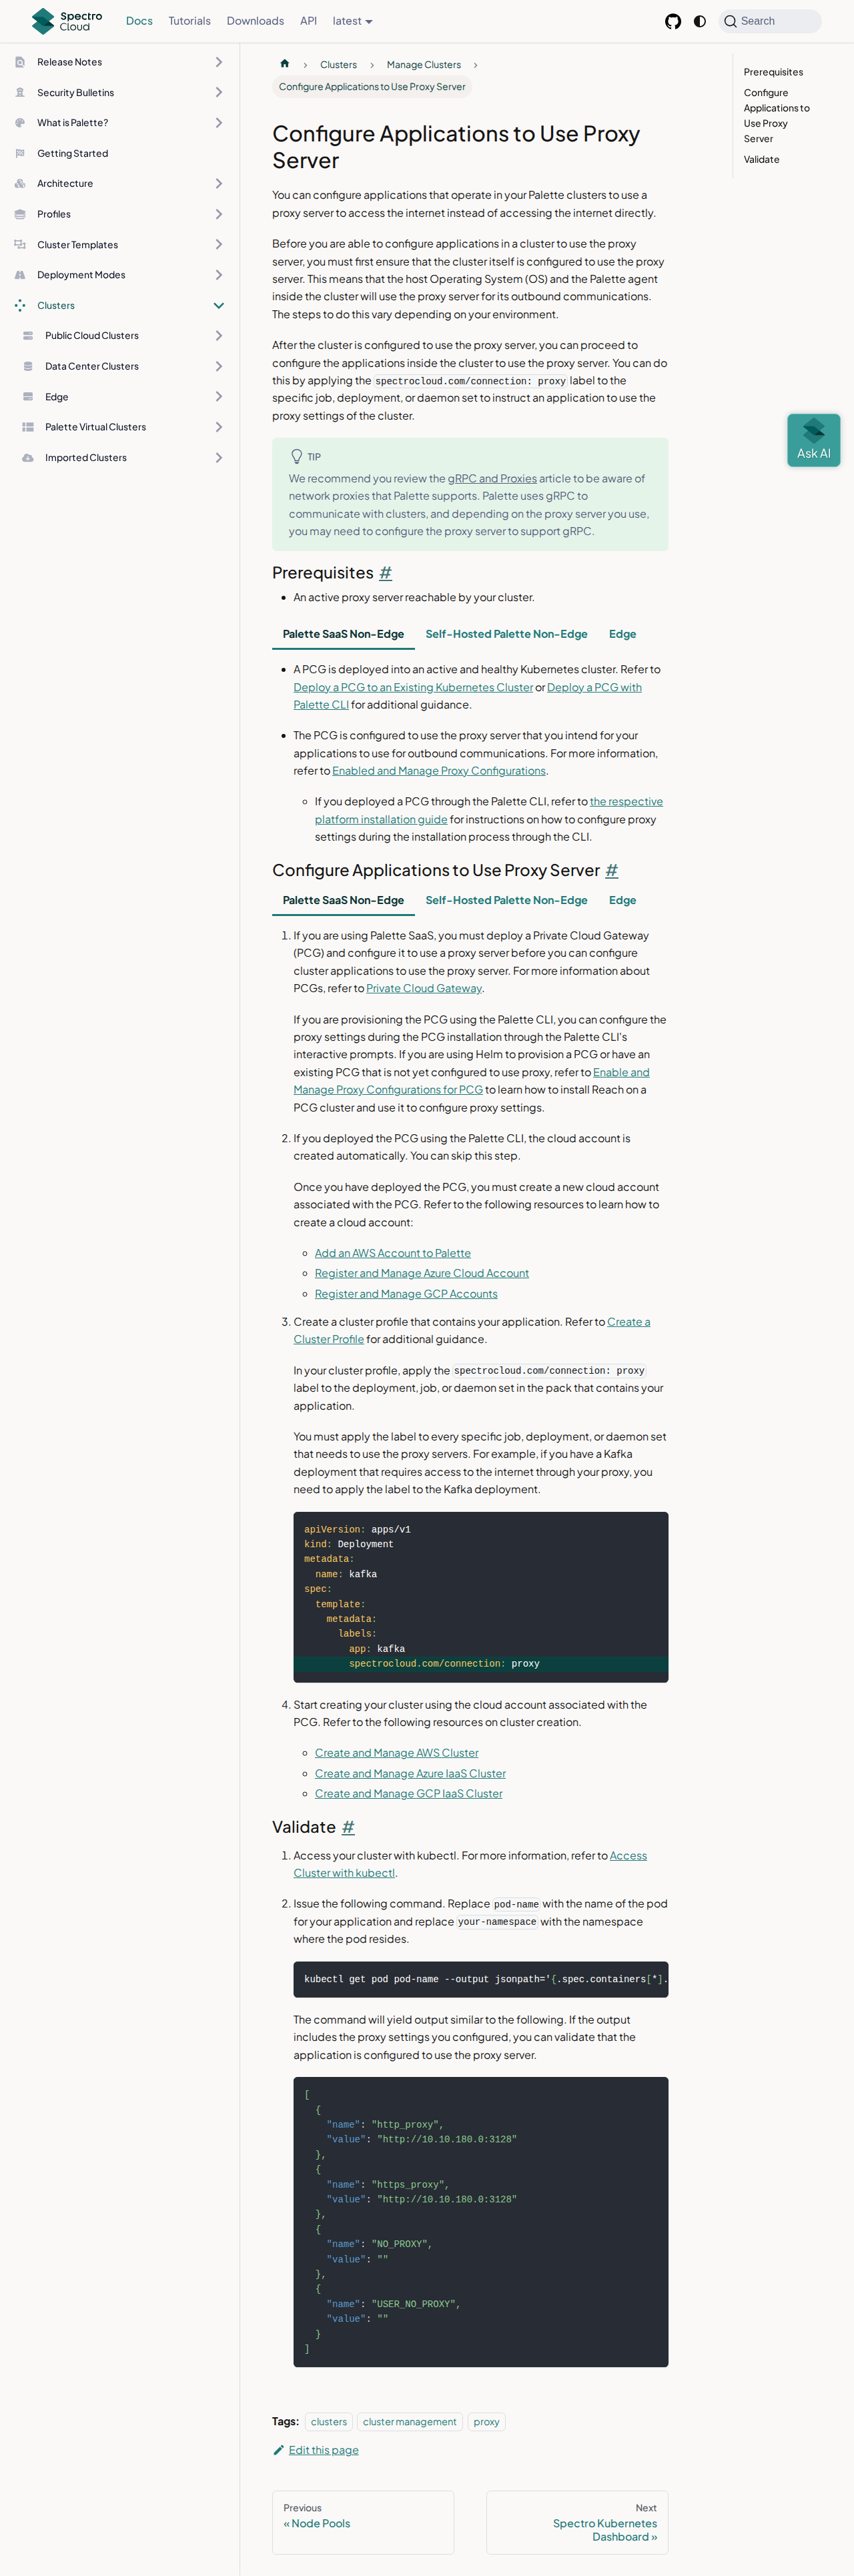 Spectro Cloud
Docs
Tutorials
Downloads
API
latest
Search
Release Notes
Security Bulletins
What is Palette?
Getting Started
Architecture
Profiles
Cluster Templates
Deployment Modes
Clusters
Public Cloud Clusters
Data Center Clusters
Edge
Palette Virtual Clusters
Imported Clusters
Clusters
Manage Clusters
Configure Applications to Use Proxy Server
Configure Applications to Use Proxy
Server
You can configure applications that operate in your Palette clusters to use a
proxy server to access the internet instead of accessing the internet directly.
Before you are able to configure applications in a cluster to use the proxy
server, you must first ensure that the cluster itself is configured to use the proxy
server. This means that the host Operating System (OS) and the Palette agent
inside the cluster will use the proxy server for its outbound communications.
The steps to do this vary depending on your environment.
After the cluster is configured to use the proxy server, you can proceed to
configure the applications inside the cluster to use the proxy server. You can do
this by applying the spectrocloud.com/connection: proxy label to the
specific job, deployment, or daemon set to instruct an application to use the
proxy settings of the cluster.
TIP
We recommend you review the gRPC and Proxies article to be aware of
network proxies that Palette supports. Palette uses gRPC to
communicate with clusters, and depending on the proxy server you use,
you may need to configure the proxy server to support gRPC.
Prerequisites #
An active proxy server reachable by your cluster.
Palette SaaS Non-Edge
Self-Hosted Palette Non-Edge
Edge
A PCG is deployed into an active and healthy Kubernetes cluster. Refer to
Deploy a PCG to an Existing Kubernetes Cluster or Deploy a PCG with
Palette CLI for additional guidance.
The PCG is configured to use the proxy server that you intend for your
applications to use for outbound communications. For more information,
refer to Enabled and Manage Proxy Configurations.
If you deployed a PCG through the Palette CLI, refer to the respective
platform installation guide for instructions on how to configure proxy
settings during the installation process through the CLI.
Configure Applications to Use Proxy Server #
Palette SaaS Non-Edge
Self-Hosted Palette Non-Edge
Edge
1. If you are using Palette SaaS, you must deploy a Private Cloud Gateway
(PCG) and configure it to use a proxy server before you can configure
cluster applications to use the proxy server. For more information about
PCGs, refer to Private Cloud Gateway.
If you are provisioning the PCG using the Palette CLI, you can configure the
proxy settings during the PCG installation through the Palette CLI's
interactive prompts. If you are using Helm to provision a PCG or have an
existing PCG that is not yet configured to use proxy, refer to Enable and
Manage Proxy Configurations for PCG to learn how to install Reach on a
PCG cluster and use it to configure proxy settings.
2. If you deployed the PCG using the Palette CLI, the cloud account is
created automatically. You can skip this step.
Once you have deployed the PCG, you must create a new cloud account
associated with the PCG. Refer to the following resources to learn how to
create a cloud account:
Add an AWS Account to Palette
Register and Manage Azure Cloud Account
Register and Manage GCP Accounts
3. Create a cluster profile that contains your application. Refer to Create a
Cluster Profile for additional guidance.
In your cluster profile, apply the spectrocloud.com/connection: proxy
label to the deployment, job, or daemon set in the pack that contains your
application.
You must apply the label to every specific job, deployment, or daemon set
that needs to use the proxy servers. For example, if you have a Kafka
deployment that requires access to the internet through your proxy, you
need to apply the label to the Kafka deployment.
apiVersion: apps/v1
kind: Deployment
metadata:
name: kafka
spec:
template:
metadata:
labels:
app: kafka
spectrocloud.com/connection: proxy
4. Start creating your cluster using the cloud account associated with the
PCG. Refer to the following resources on cluster creation.
Create and Manage AWS Cluster
Create and Manage Azure IaaS Cluster
Create and Manage GCP IaaS Cluster
Validate #
1. Access your cluster with kubectl. For more information, refer to Access
Cluster with kubectl.
2. Issue the following command. Replace pod-name with the name of the pod
for your application and replace your-namespace with the namespace
where the pod resides.
kubectl get pod pod-name --output jsonpath='{.spec.containers[*].
The command will yield output similar to the following. If the output
includes the proxy settings you configured, you can validate that the
application is configured to use the proxy server.
[
{
"name": "http_proxy",
"value": "http://10.10.180.0:3128"
},
{
"name": "https_proxy",
"value": "http://10.10.180.0:3128"
},
{
"name": "NO_PROXY",
"value": ""
},
{
"name": "USER_NO_PROXY",
"value": ""
}
]
Tags: clusters cluster management proxy
Edit this page
Previous
« Node Pools
Next
Spectro Kubernetes
Dashboard »
Prerequisites
Configure
Applications to
Use Proxy
Server
Validate
Ask AI